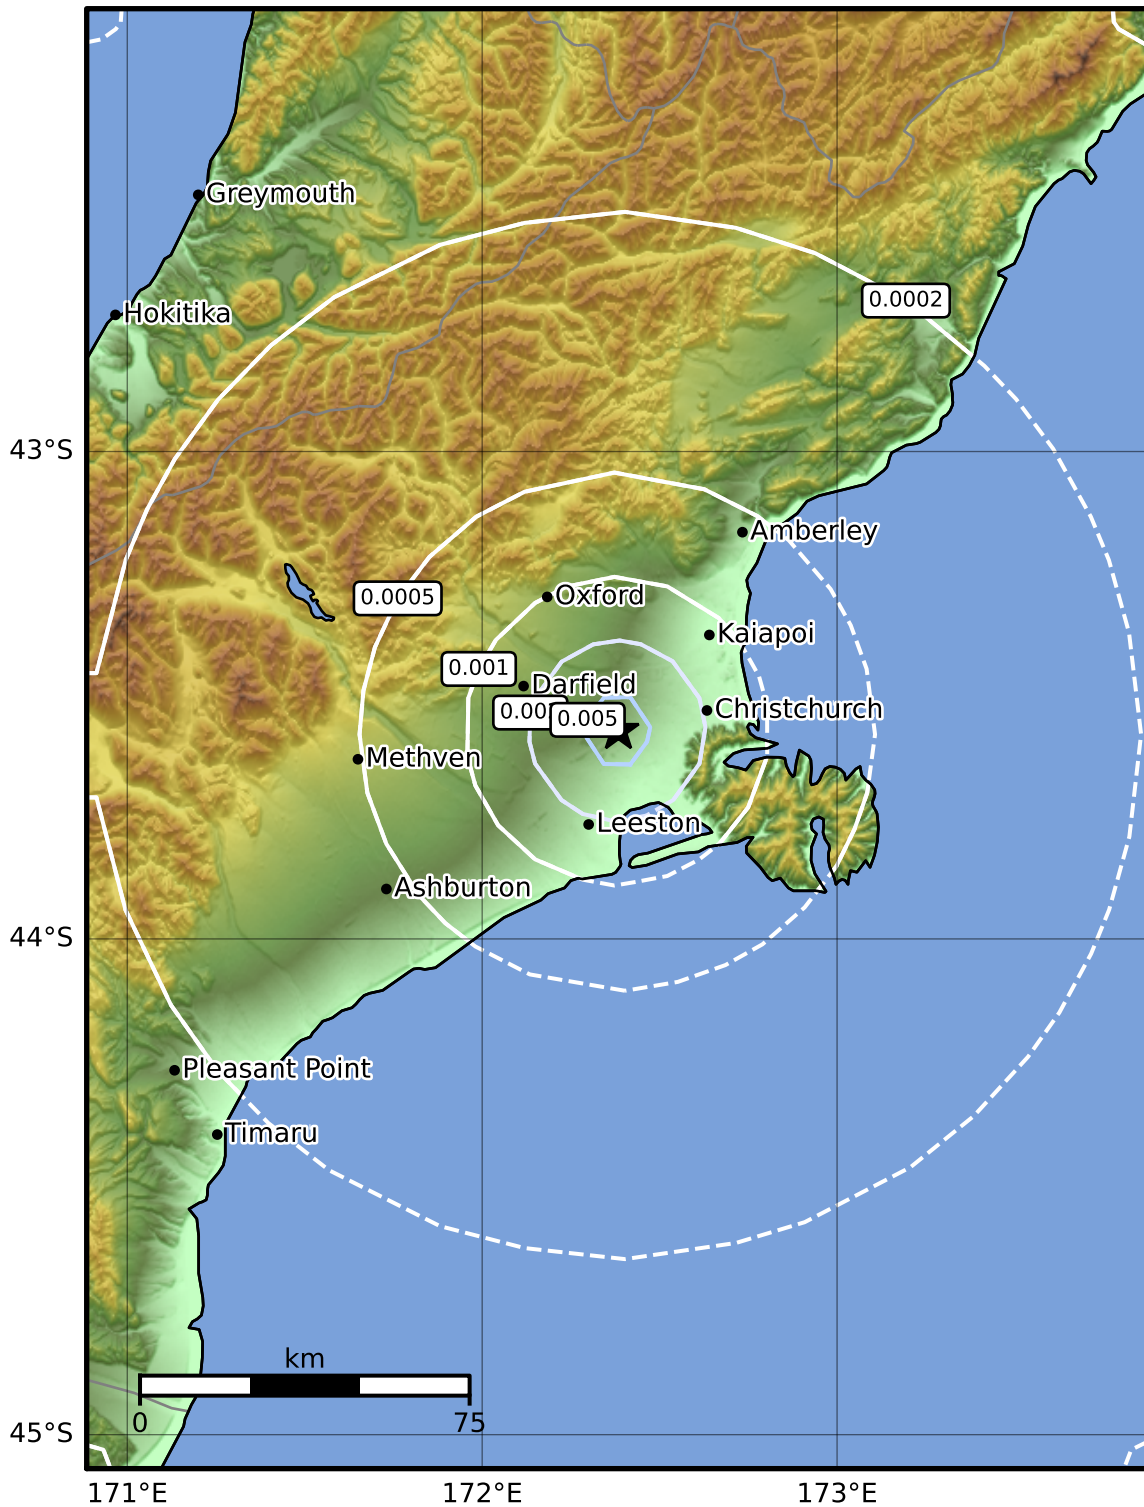 Greymouth
0.0002
Hokitika
43°S
Amberley
0.0005
Oxford
Kaiapoi
0.001
Darfield
0.005
Christchurch
Methven
Leeston
Ashburton
44°S
Pleasant Point
Timaru
km
0
75
45°S
171°E
172°E
173°E